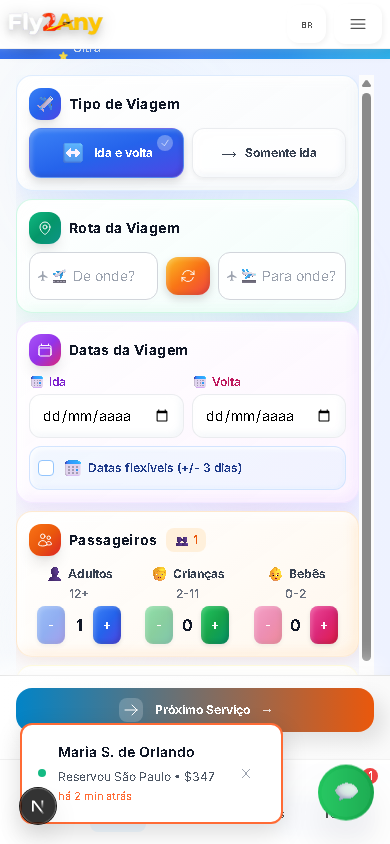 Fly2Any
BR
Ultra
Tipo de Viagem
Ida e volta
→ Somente ida
Rota da Viagem
De onde?
Para onde?
Datas da Viagem
Ida
Volta
dd/mm/aaaa
dd/mm/aaaa
Datas flexíveis (+/- 3 dias)
Passageiros 1
Adultos
Crianças
Bebês
12+
2-11
0-2
- 1 +
- 0 +
- 0 +
Próximo Serviço →
Maria S. de Orlando
Reservou São Paulo • $347
há 2 min atrás
N
1